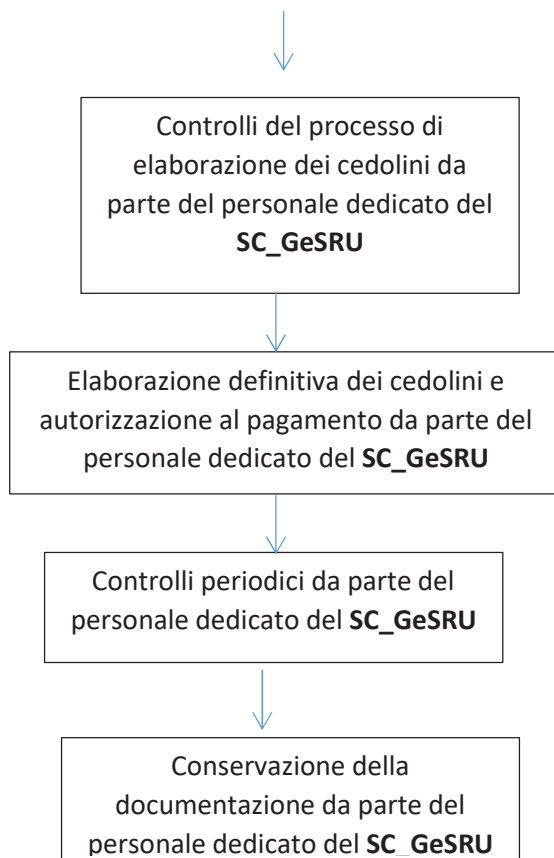 Controlli del processo di
elaborazione dei cedolini da
parte del personale dedicato del
SC_GeSRU
Elaborazione definitiva dei cedolini e
autorizzazione al pagamento da parte del
personale dedicato del SC_GeSRU
Controlli periodici da parte del
personale dedicato del SC_GeSRU
Conservazione della
documentazione da parte del
personale dedicato del SC_GeSRU